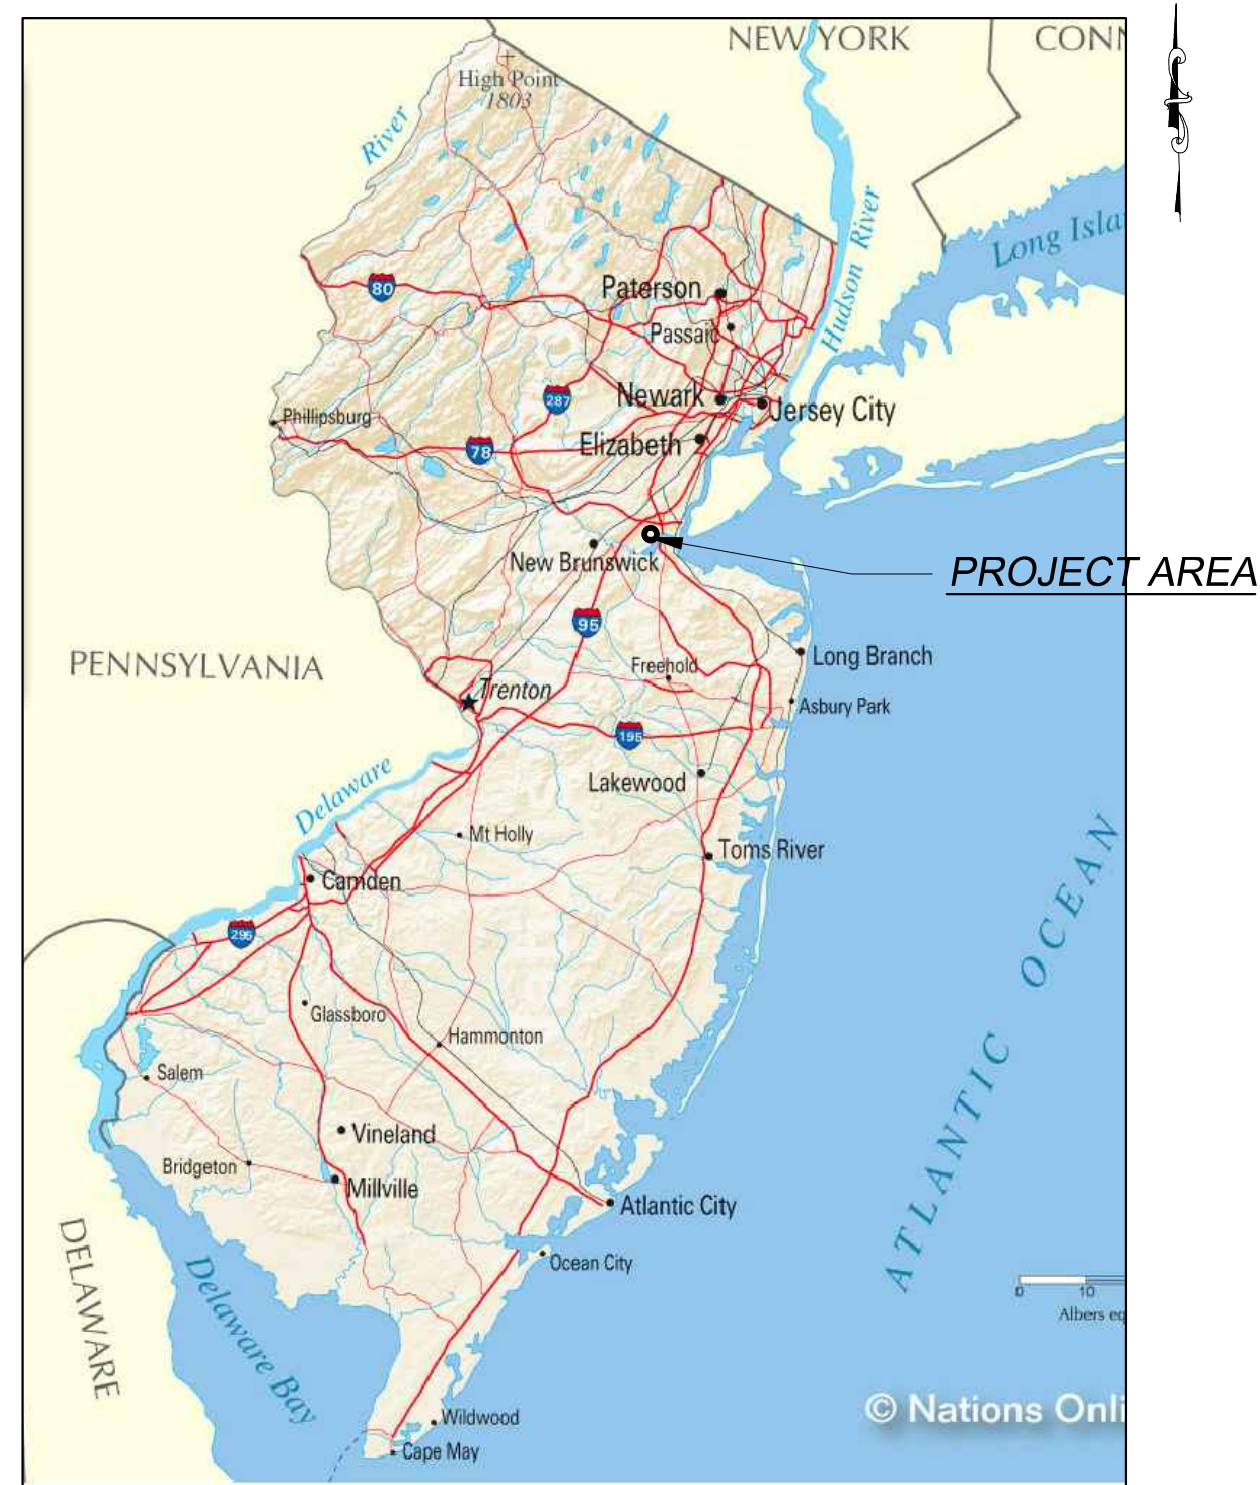 NEW YORK
CONN
High Point
1803
River
Hudson River
Long Isla
80
Paterson
Passaic
287
Newark
Jersey City
Phillipsburg
78
Elizabeth
New Brunswick
PROJECT AREA
95
PENNSYLVANIA
Freehold
Long Branch
Trenton
Asbury Park
195
Delaware
Lakewood
Mt Holly
Toms River
Camden
295
ATLANTIC OCEAN
Glassboro
Hammonton
Salem
Vineland
Bridgeton
Millville
Atlantic City
DELAWARE
Delaware Bay
Ocean City
0 10
Albers eq
© Nations Onli
Wildwood
Cape May